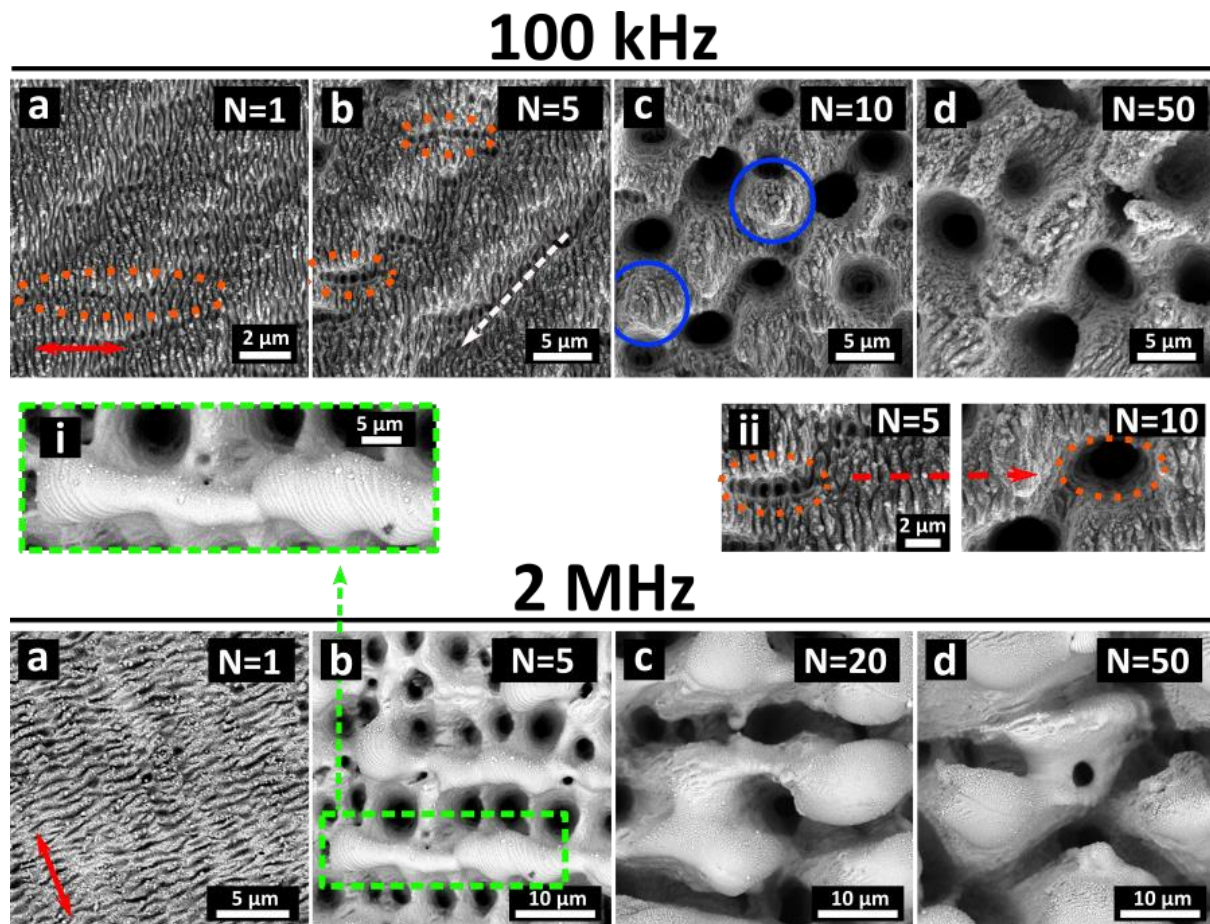 100 kHz
a N=1
2 µm
b N=5
5 µm
c N=10
5 µm
d N=50
5 µm
i 5 µm
ii N=5
2 µm
N=10
2 MHz
a N=1
5 µm
b N=5
10 µm
c N=20
10 µm
d N=50
10 µm